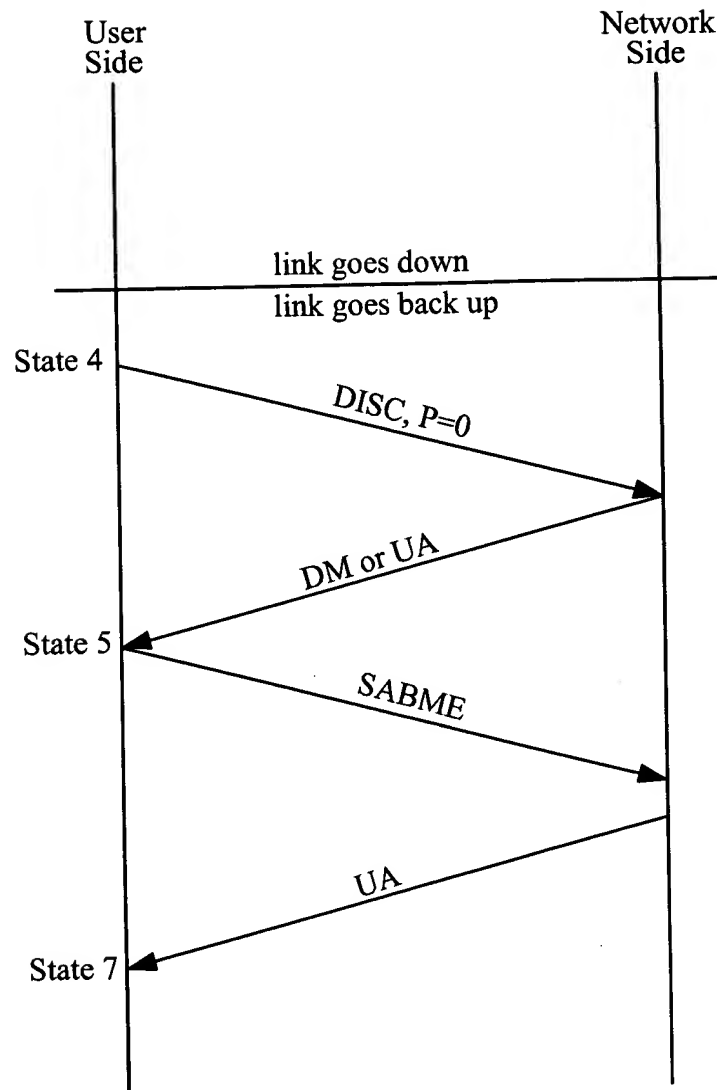 User
Side
Network
Side
link goes down
link goes back up
State 4
DISC, P=0
DM or UA
State 5
SABME
UA
State 7